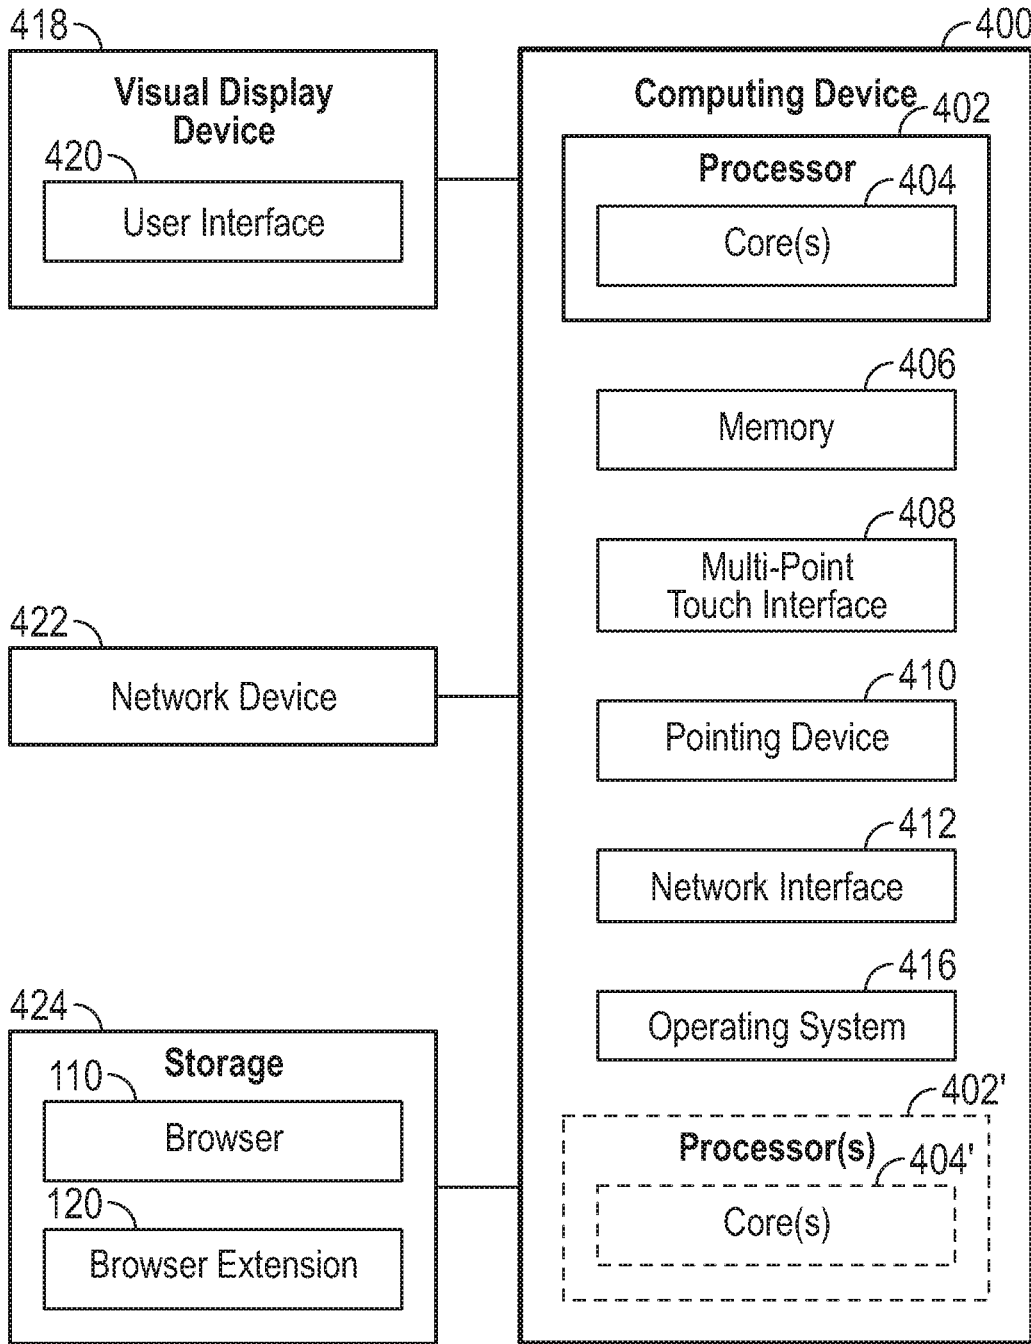 418
Visual Display
Device
420
User Interface
422
Network Device
424
Storage
110
Browser
120
Browser Extension
400
Computing Device
402
Processor
404
Core(s)
406
Memory
408
Multi-Point
Touch Interface
410
Pointing Device
412
Network Interface
416
Operating System
402'
Processor(s)
404'
Core(s)